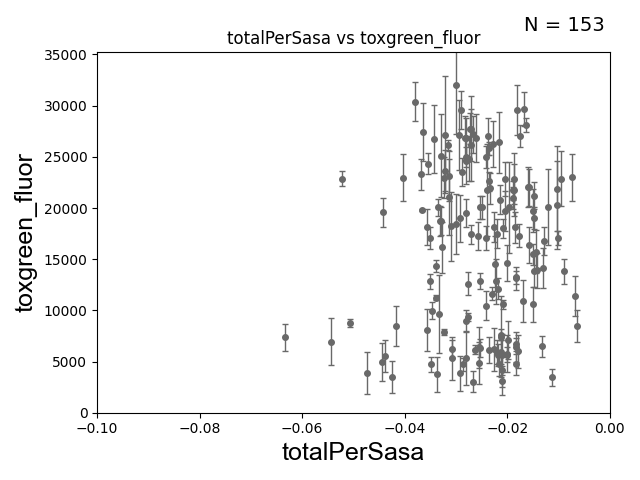 N = 153
totalPerSasa vs toxgreen_fluor
toxgreen_fluor
35000
30000
25000
20000
15000
10000
5000
0
−0.10 −0.08 −0.06 −0.04 −0.02 0.00
totalPerSasa